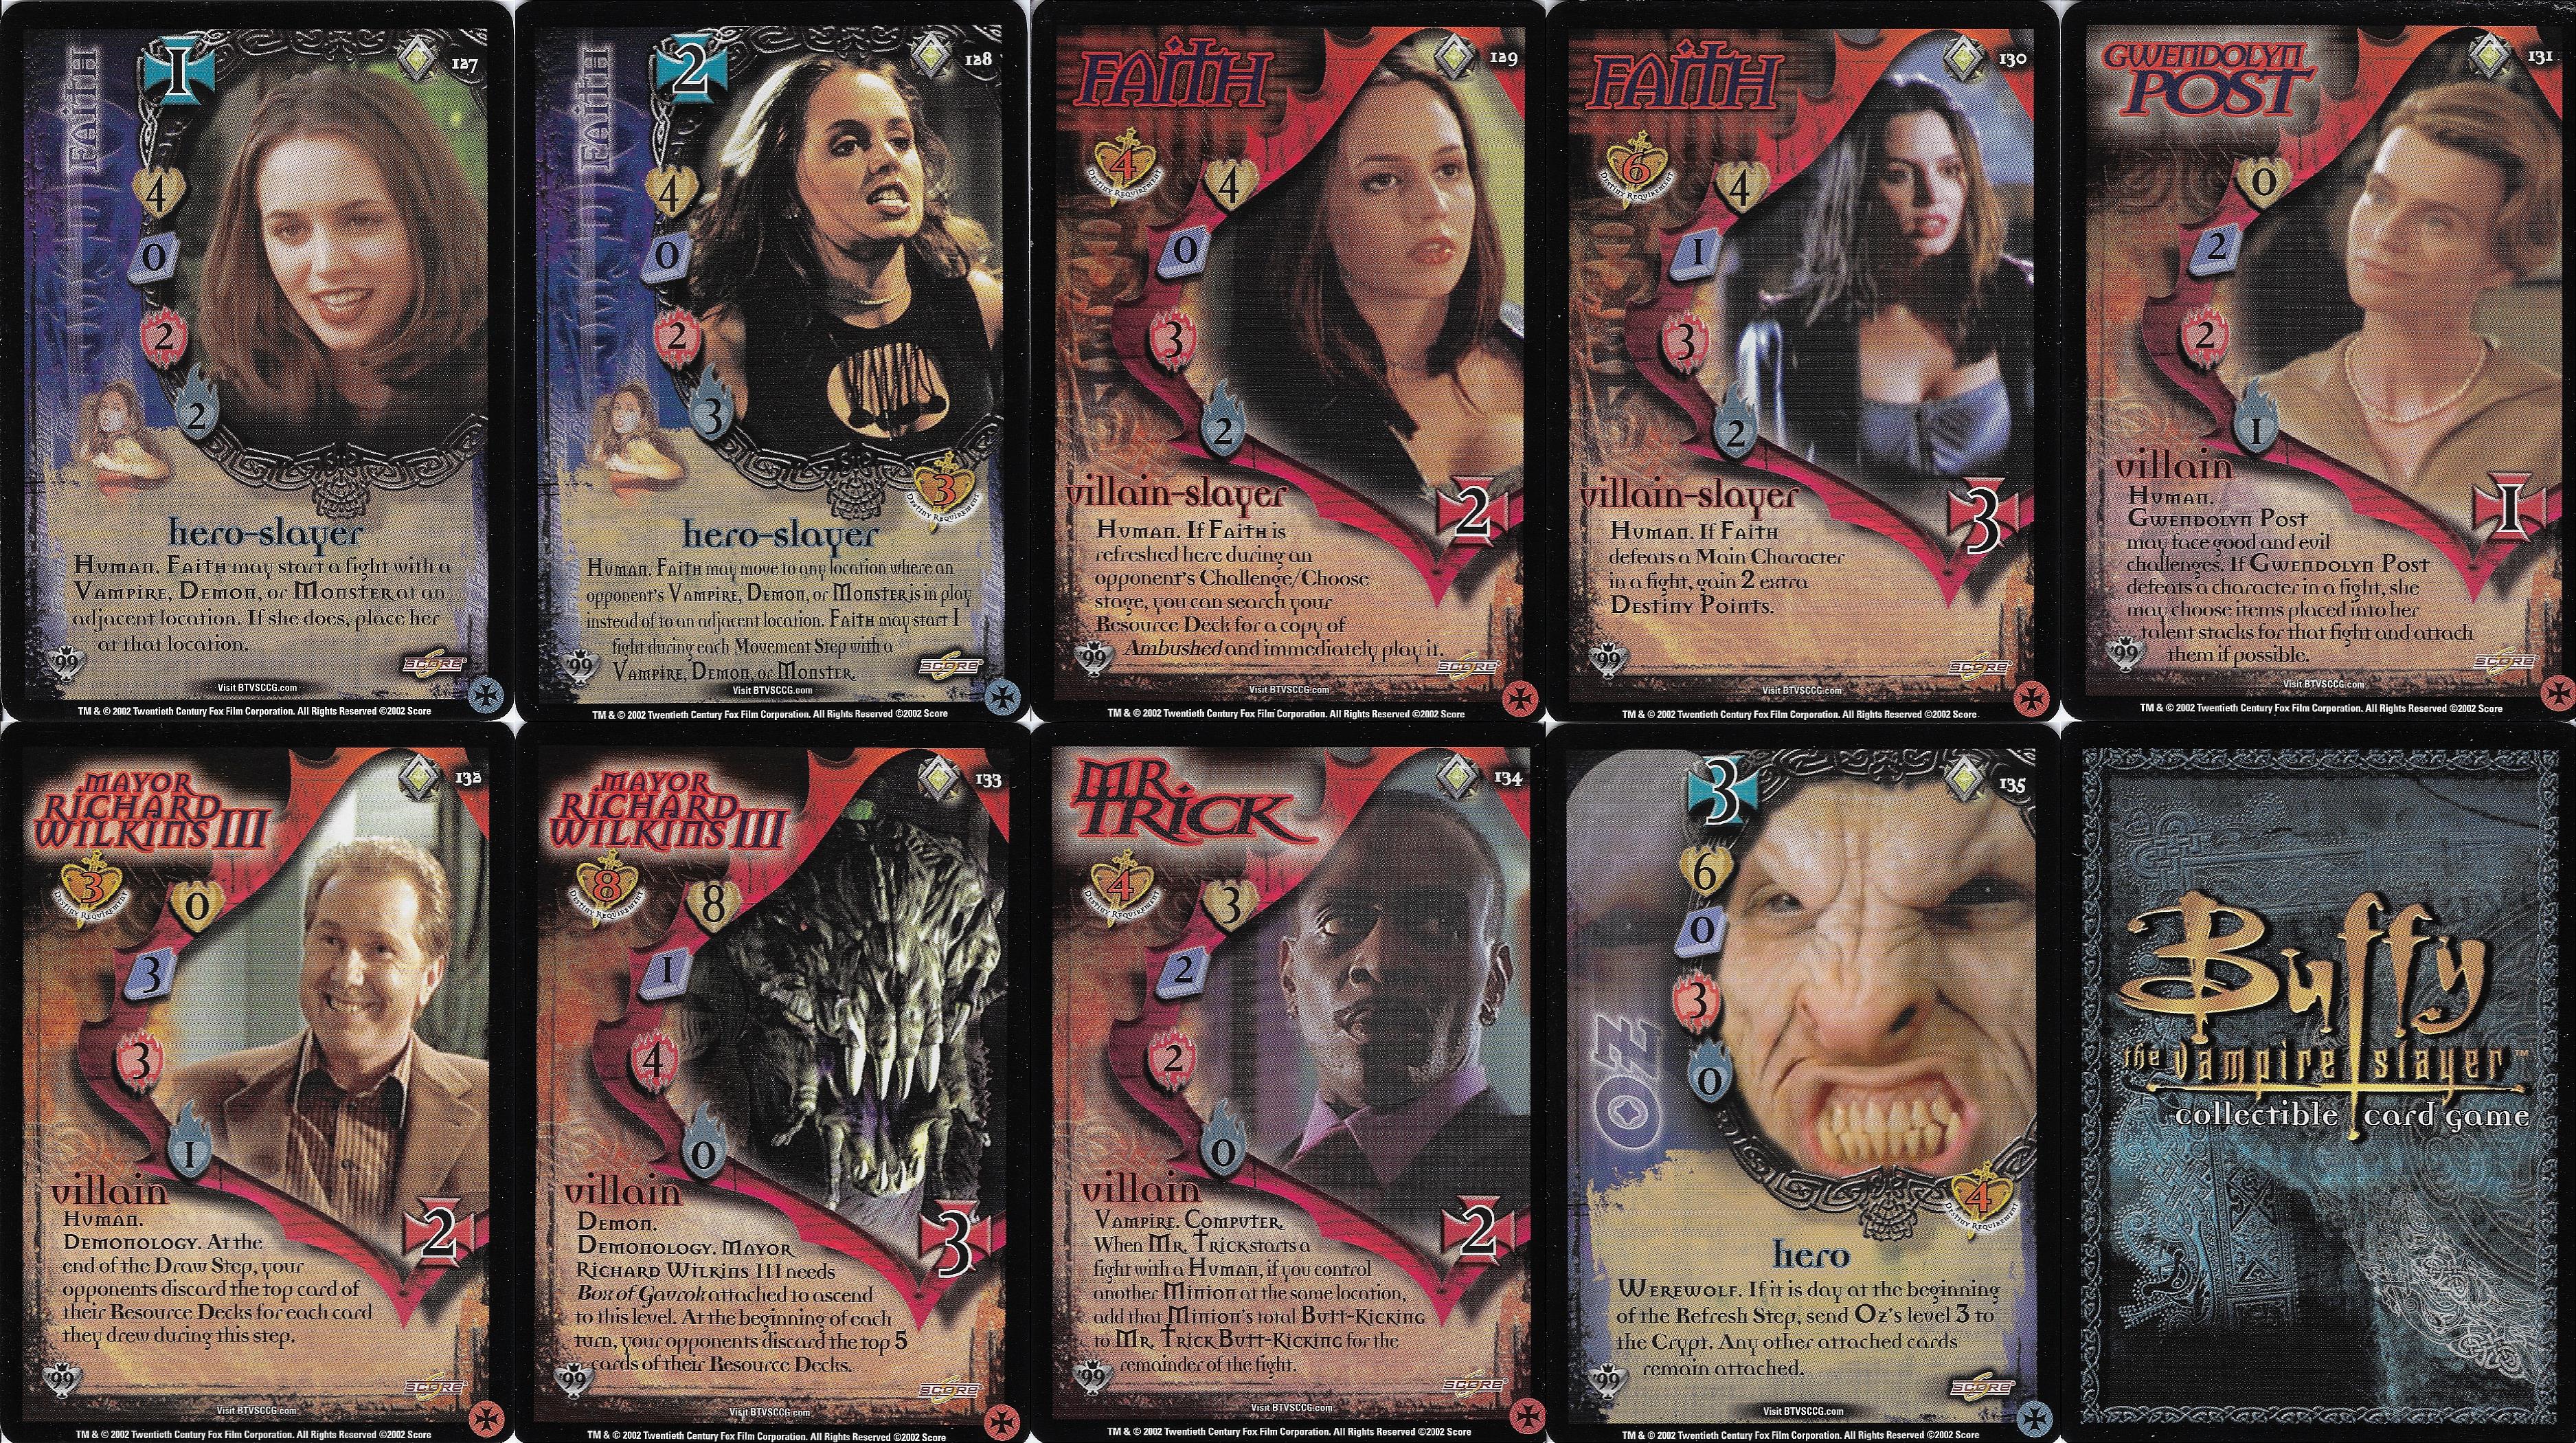 FAITH
1
127
4
0
2
2
hero-slayer
Human. Faith may start a fight with a
Vampire, Demon, or Monster at an
adjacent location. If she does, place her
at that location.
'99
SCORE
Visit BTVSCCG.com
TM & © 2002 Twentieth Century Fox Film Corporation. All Rights Reserved ©2002 Score
FAITH
2
128
4
0
2
3
3
Destiny Requirement
hero-slayer
Human. Faith may move to any location where an
opponent's Vampire, Demon, or Monster is in play
instead of to an adjacent location. Faith may start 1
fight during each Movement Step with a
Vampire, Demon, or Monster.
'99
SCORE
Visit BTVSCCG.com
TM & © 2002 Twentieth Century Fox Film Corporation. All Rights Reserved ©2002 Score
FAITH
129
4
Destiny Requirement
4
0
3
2
villain-slayer
2
Human. If Faith is
refreshed here during an
opponent's Challenge/Choose
stage, you can search your
Resource Deck for a copy of
Ambushed and immediately play it.
'99
SCORE
Visit BTVSCCG.com
TM & © 2002 Twentieth Century Fox Film Corporation. All Rights Reserved ©2002 Score
FAITH
130
6
Destiny Requirement
4
1
3
2
villain-slayer
3
Human. If Faith
defeats a Main Character
in a fight, gain 2 extra
Destiny Points.
'99
SCORE
Visit BTVSCCG.com
TM & © 2002 Twentieth Century Fox Film Corporation. All Rights Reserved ©2002 Score
GWENDOLYN
POST
131
0
2
2
1
villain
1
Human.
Gwendolyn Post
may face good and evil
challenges. If Gwendolyn Post
defeats a character in a fight, she
may choose items placed into her
talent stacks for that fight and attach
them if possible.
'99
SCORE
Visit BTVSCCG.com
TM & © 2002 Twentieth Century Fox Film Corporation. All Rights Reserved ©2002 Score
MAYOR
RICHARD
WILKINS III
132
3
Destiny Requirement
0
3
3
1
villain
2
Human.
Demonology. At the
end of the Draw Step, your
opponents discard the top card of
their Resource Decks for each card
they drew during this step.
'99
SCORE
Visit BTVSCCG.com
TM & © 2002 Twentieth Century Fox Film Corporation. All Rights Reserved ©2002 Score
MAYOR
RICHARD
WILKINS III
133
8
Destiny Requirement
8
1
4
0
villain
3
Demon.
Demonology. Mayor
Richard Wilkins III needs
Box of Gavrok attached to ascend
to this level. At the beginning of each
turn, your opponents discard the top 5
cards of their Resource Decks.
'99
SCORE
Visit BTVSCCG.com
TM & © 2002 Twentieth Century Fox Film Corporation. All Rights Reserved ©2002 Score
MR.
TRICK
134
4
Destiny Requirement
3
2
2
0
villain
2
Vampire. Computer.
When Mr. Trick starts a
fight with a Human, if you control
another Minion at the same location,
add that Minion's total Butt-Kicking
to Mr. Trick Butt-Kicking for the
remainder of the fight.
'99
SCORE
Visit BTVSCCG.com
TM & © 2002 Twentieth Century Fox Film Corporation. All Rights Reserved ©2002 Score
3
135
6
0
3
0
OZ
4
Destiny Requirement
hero
Werewolf. If it is day at the beginning
of the Refresh Step, send Oz's level 3 to
the Crypt. Any other attached cards
remain attached.
'99
SCORE
Visit BTVSCCG.com
TM & © 2002 Twentieth Century Fox Film Corporation. All Rights Reserved ©2002 Score
Buffy
the vampire slayer™
collectible card game